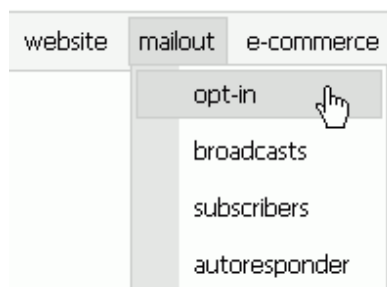 website mailout e-commerce
opt-in
broadcasts
subscribers
autoresponder